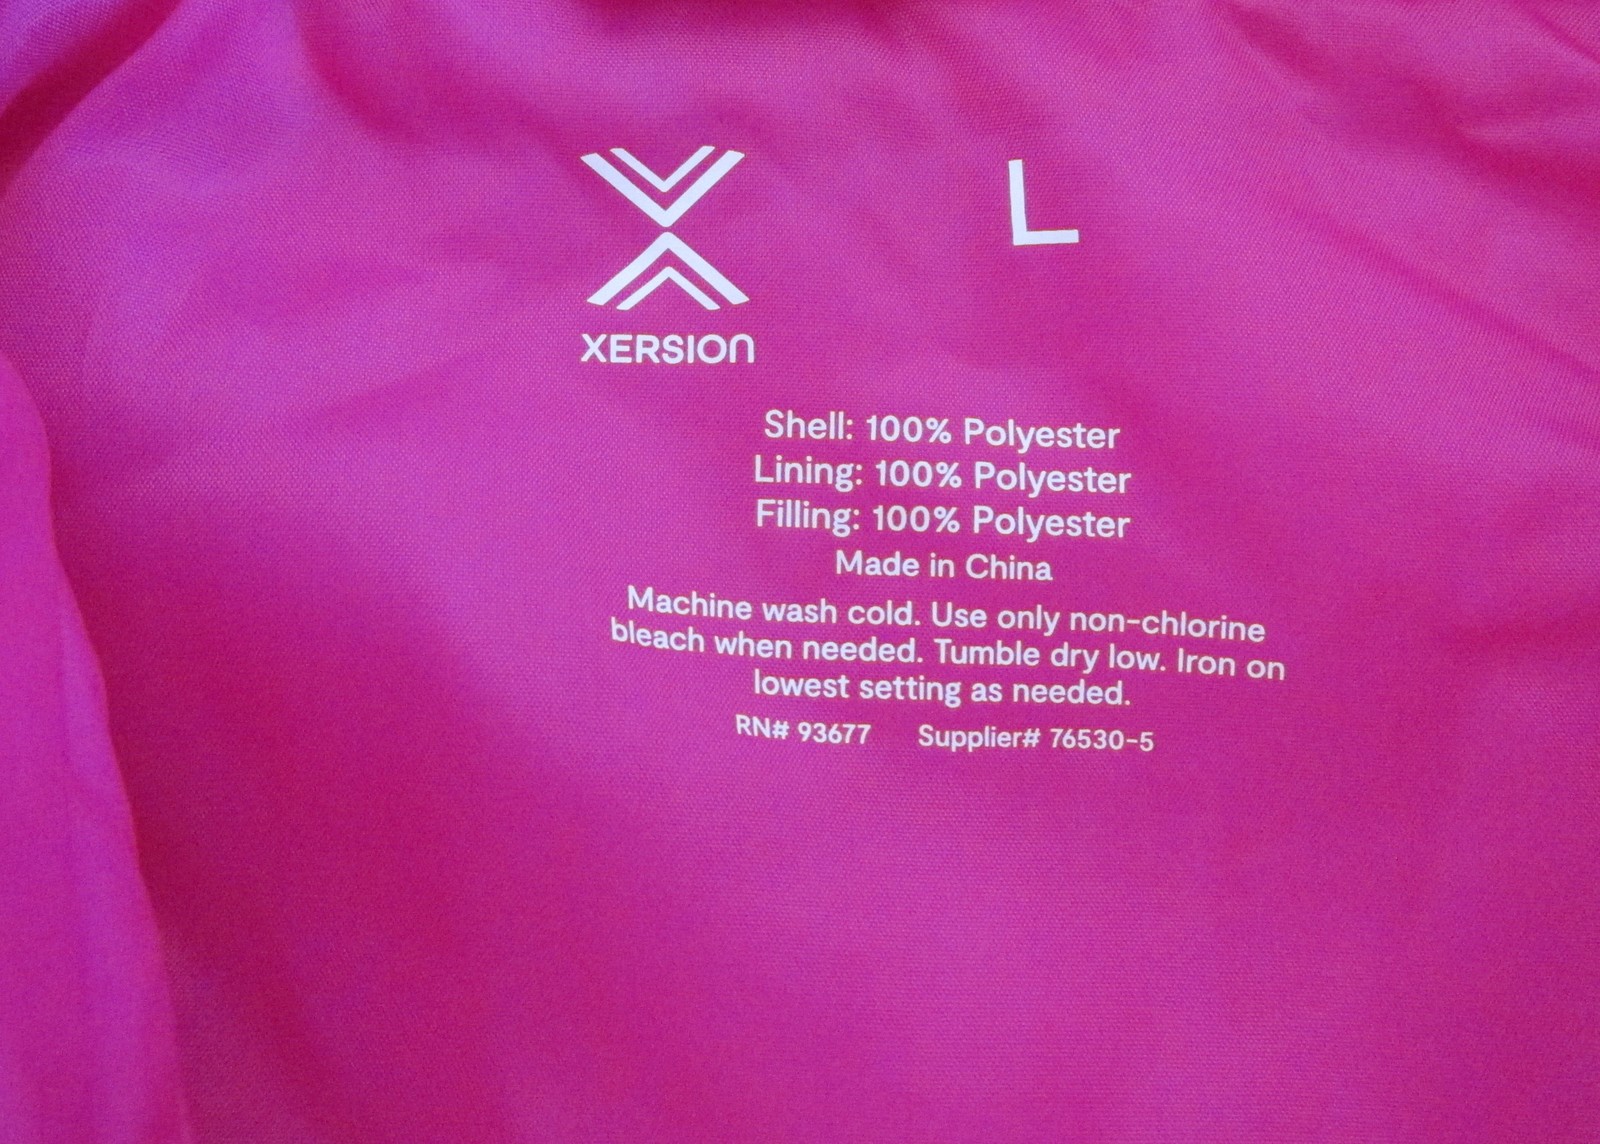 XERSION
L
Shell: 100% Polyester
Lining: 100% Polyester
Filling: 100% Polyester
Made in China
Machine wash cold. Use only non-chlorine
bleach when needed. Tumble dry low. Iron on
lowest setting as needed.
RN# 93677 Supplier# 76530-5